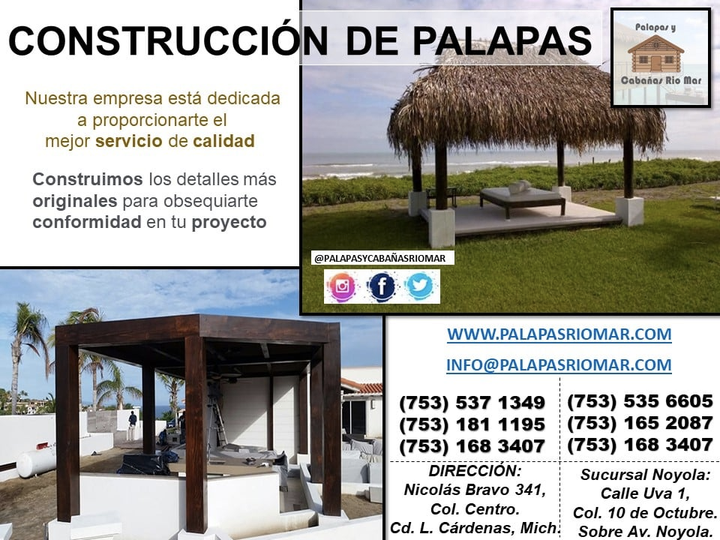 CONSTRUCCIÓN DE PALAPAS
Palapas y
Cabañas Rio Mar
Nuestra empresa está dedicada
a proporcionarte el
mejor servicio de calidad
Construimos los detalles más
originales para obsequiarte
conformidad en tu proyecto
@PALAPASYCABAÑASRIOMAR
WWW.PALAPASRIOMAR.COM
INFO@PALAPASRIOMAR.COM
(753) 537 1349
(753) 181 1195
(753) 168 3407
(753) 535 6605
(753) 165 2087
(753) 168 3407
DIRECCIÓN:
Nicolás Bravo 341,
Col. Centro.
Cd. L. Cárdenas, Mich.
Sucursal Noyola:
Calle Uva 1,
Col. 10 de Octubre.
Sobre Av. Noyola.